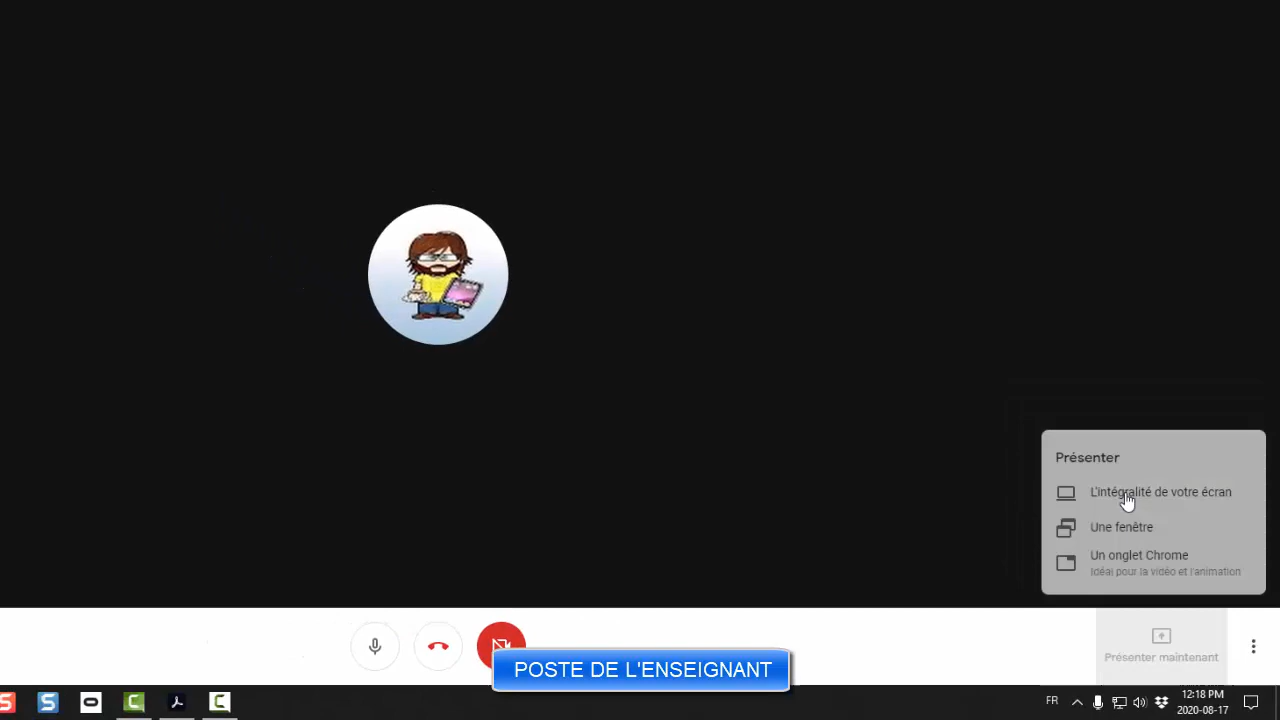 Présenter
L'intégralité de votre écran
Une fenêtre
Un onglet Chrome
Idéal pour la vidéo et l'animation
Présenter maintenant
POSTE DE L'ENSEIGNANT
FR
12:18 PM
2020-08-17